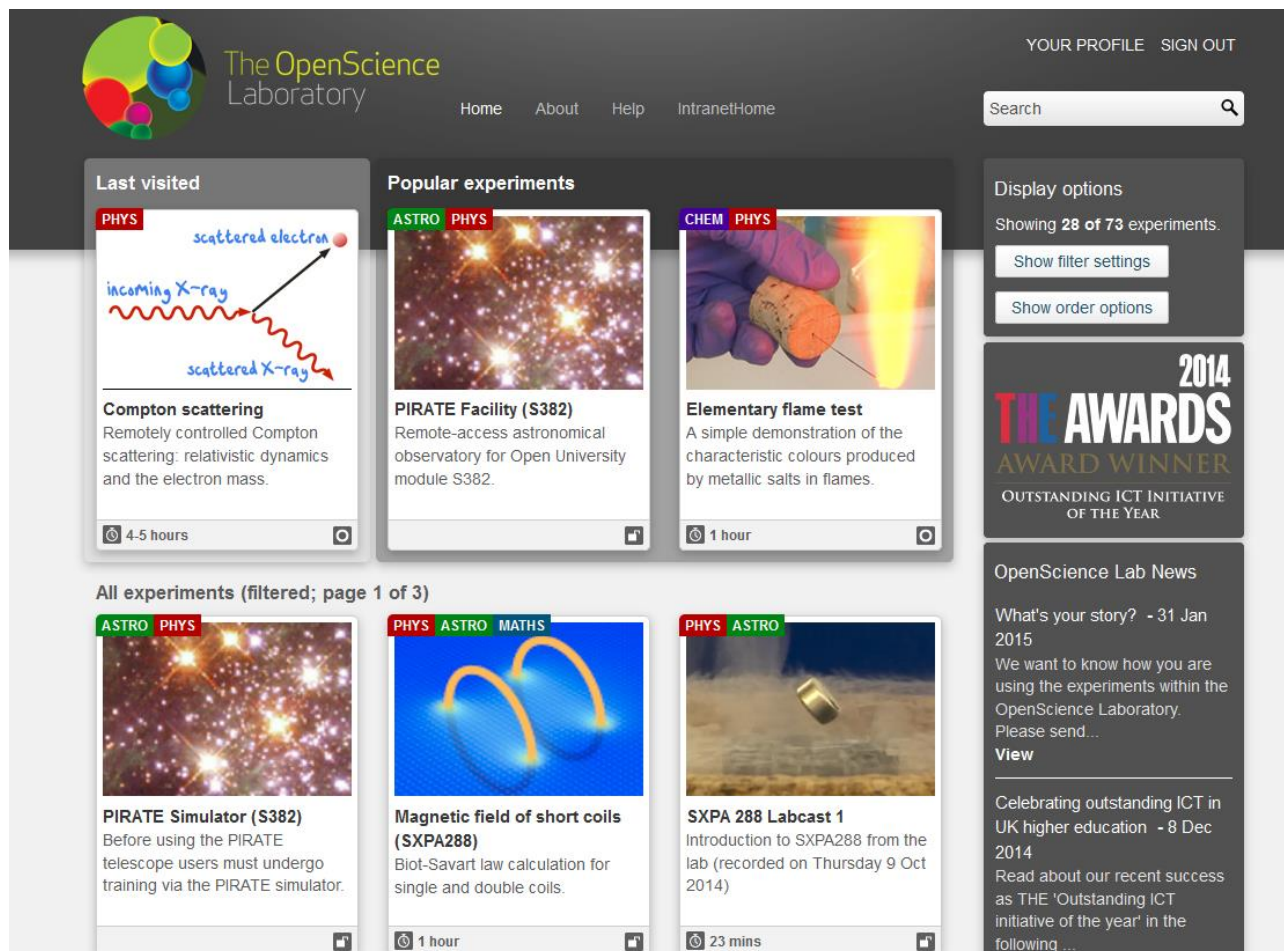 The OpenScience
Laboratory
Home About Help IntranetHome
YOUR PROFILE SIGN OUT
Search
Last visited
PHYS
scattered electron
incoming X-ray
scattered X-ray
Compton scattering
Remotely controlled Compton
scattering: relativistic dynamics
and the electron mass.
4-5 hours
Popular experiments
ASTRO PHYS
PIRATE Facility (S382)
Remote-access astronomical
observatory for Open University
module S382.
CHEM PHYS
Elementary flame test
A simple demonstration of the
characteristic colours produced
by metallic salts in flames.
1 hour
All experiments (filtered; page 1 of 3)
ASTRO PHYS
PIRATE Simulator (S382)
Before using the PIRATE
telescope users must undergo
training via the PIRATE simulator.
PHYS ASTRO MATHS
Magnetic field of short coils
(SXPA288)
Biot-Savart law calculation for
single and double coils.
1 hour
PHYS ASTRO
SXPA 288 Labcast 1
Introduction to SXPA288 from the
lab (recorded on Thursday 9 Oct
2014)
23 mins
Display options
Showing 28 of 73 experiments.
Show filter settings
Show order options
2014
THE AWARDS
AWARD WINNER
OUTSTANDING ICT INITIATIVE
OF THE YEAR
OpenScience Lab News
What's your story? - 31 Jan
2015
We want to know how you are
using the experiments within the
OpenScience Laboratory.
Please send...
View
Celebrating outstanding ICT in
UK higher education - 8 Dec
2014
Read about our recent success
as THE 'Outstanding ICT
initiative of the year' in the
following ...